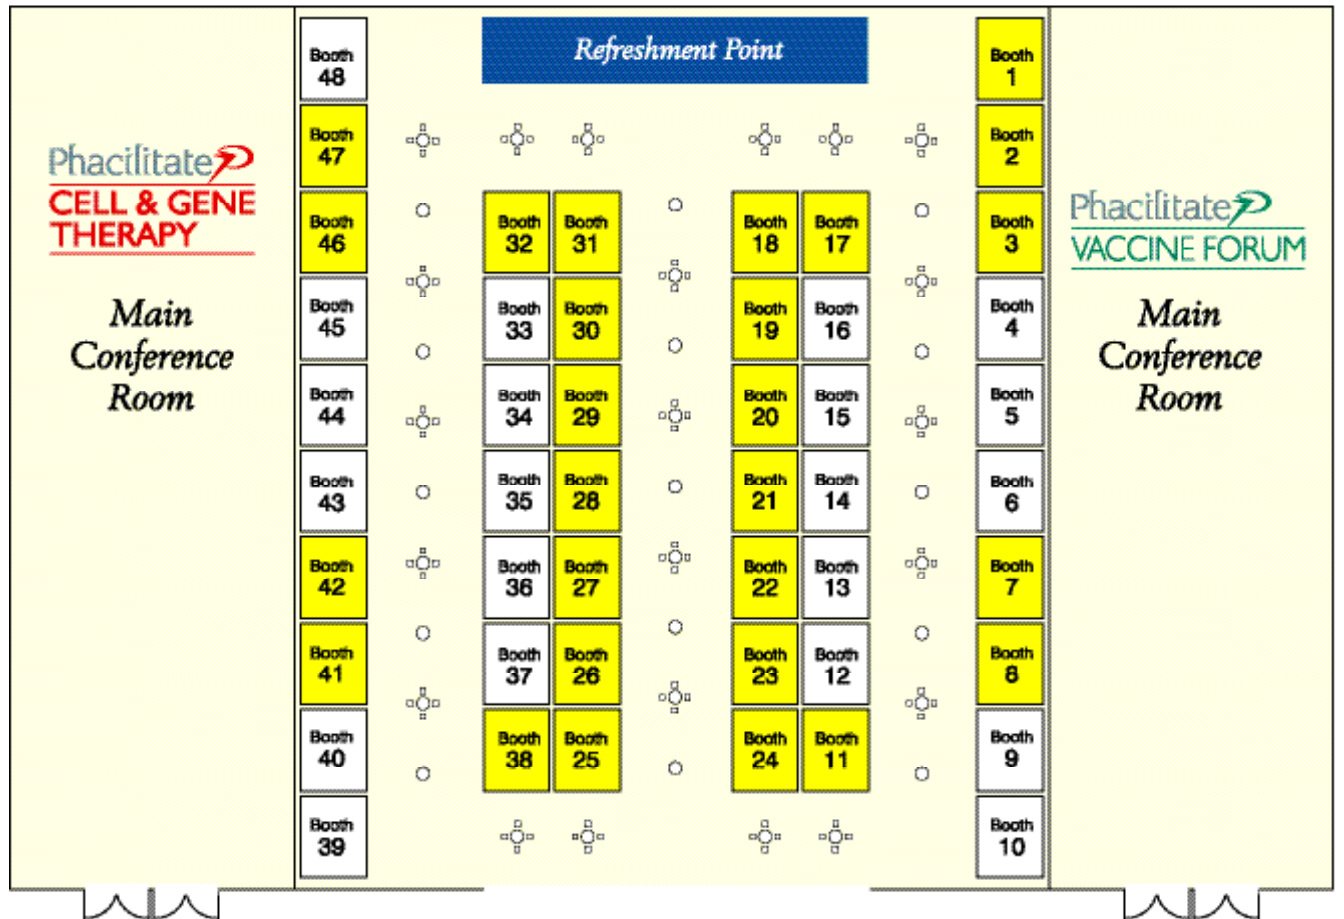 Refreshment Point
Phacilitate
CELL & GENE
THERAPY
Main
Conference
Room
Booth
48
Booth
47
Booth
46
Booth
45
Booth
44
Booth
43
Booth
42
Booth
41
Booth
40
Booth
39
Booth
32
Booth
33
Booth
34
Booth
35
Booth
36
Booth
37
Booth
38
Booth
31
Booth
30
Booth
29
Booth
28
Booth
27
Booth
26
Booth
25
Booth
18
Booth
19
Booth
20
Booth
21
Booth
22
Booth
23
Booth
24
Booth
17
Booth
16
Booth
15
Booth
14
Booth
13
Booth
12
Booth
11
Booth
1
Booth
2
Booth
3
Booth
4
Booth
5
Booth
6
Booth
7
Booth
8
Booth
9
Booth
10
Phacilitate
VACCINE FORUM
Main
Conference
Room